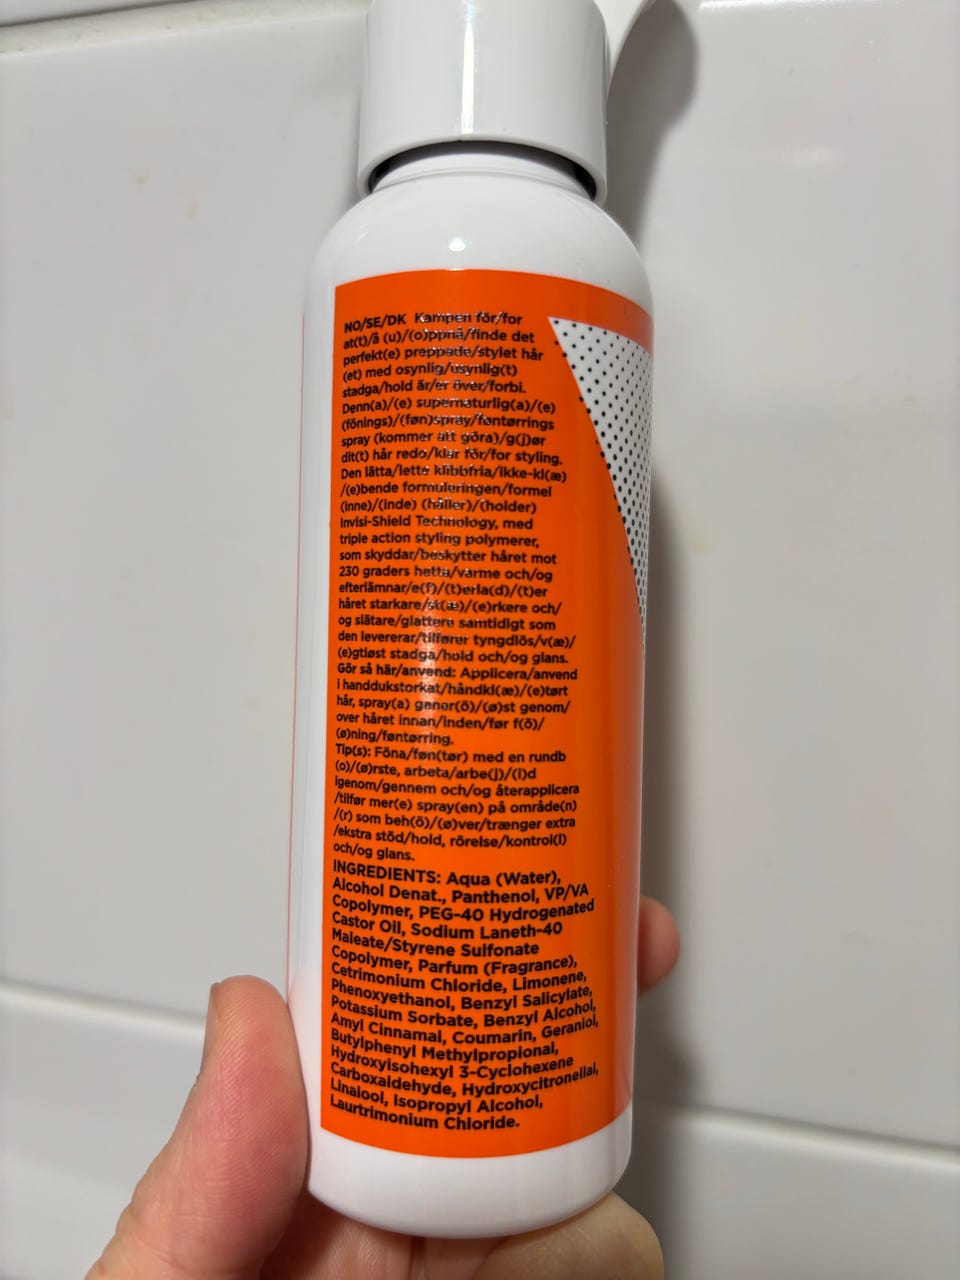 NO/SE/DK Kampen för/for
at(t)/å (u)/(o)ppnå/finde det
perfekt(e) preppade/stylet hår
(et) med osynlig/usynlig(t)
stadga/hold är/er över/forbi.
Denn(a)/(e) supernaturlig(a)/(e)
(fönings)/(føn)spray/føntørrings
spray (kommer att göra)/g(j)ør
dit(t) hår redo/klar för/for styling.
Den lätta/lette klibbfria/ikke-kl(æ)
/(e)bende formuleringen/formel
(inne)/(inde) (håller)/(holder)
Invisi-Shield Technology, med
triple action styling polymerer,
som skyddar/beskytter håret mot
230 graders hetta/varme och/og
efterlämnar/e(f)/(t)erla(d)/(t)er
håret starkare/st(æ)/(e)rkere och/
og slätare/glattere samtidigt som
den levererar/tilfører tyngdlös/v(æ)/
(e)gtløst stadga/hold och/og glans.
Gör så här/anvend: Applicera/anvend
i handdukstorkat/håndkl(æ)/(e)tørt
hår, spray(a) gener(ö)/(ø)st genom/
over håret innan/inden/før f(ö)/
(ø)ning/føntørring.
Tip(s): Föna/føn(tør) med en rundb
(o)/(ø)rste, arbeta/arbe(j)/(i)d
igenom/gennem och/og återapplicera
/tilfør mer(e) spray(en) på område(n)
/(r) som beh(ö)/(ø)ver/trænger extra
/ekstra stöd/hold, rörelse/kontrol(l)
och/og glans.
INGREDIENTS: Aqua (Water),
Alcohol Denat., Panthenol, VP/VA
Copolymer, PEG-40 Hydrogenated
Castor Oil, Sodium Laneth-40
Maleate/Styrene Sulfonate
Copolymer, Parfum (Fragrance),
Cetrimonium Chloride, Limonene,
Phenoxyethanol, Benzyl Salicylate,
Potassium Sorbate, Benzyl Alcohol,
Amyl Cinnamal, Coumarin, Geraniol,
Butylphenyl Methylpropional,
Hydroxyisohexyl 3-Cyclohexene
Carboxaldehyde, Hydroxycitronellal,
Linalool, Isopropyl Alcohol,
Laurtrimonium Chloride.